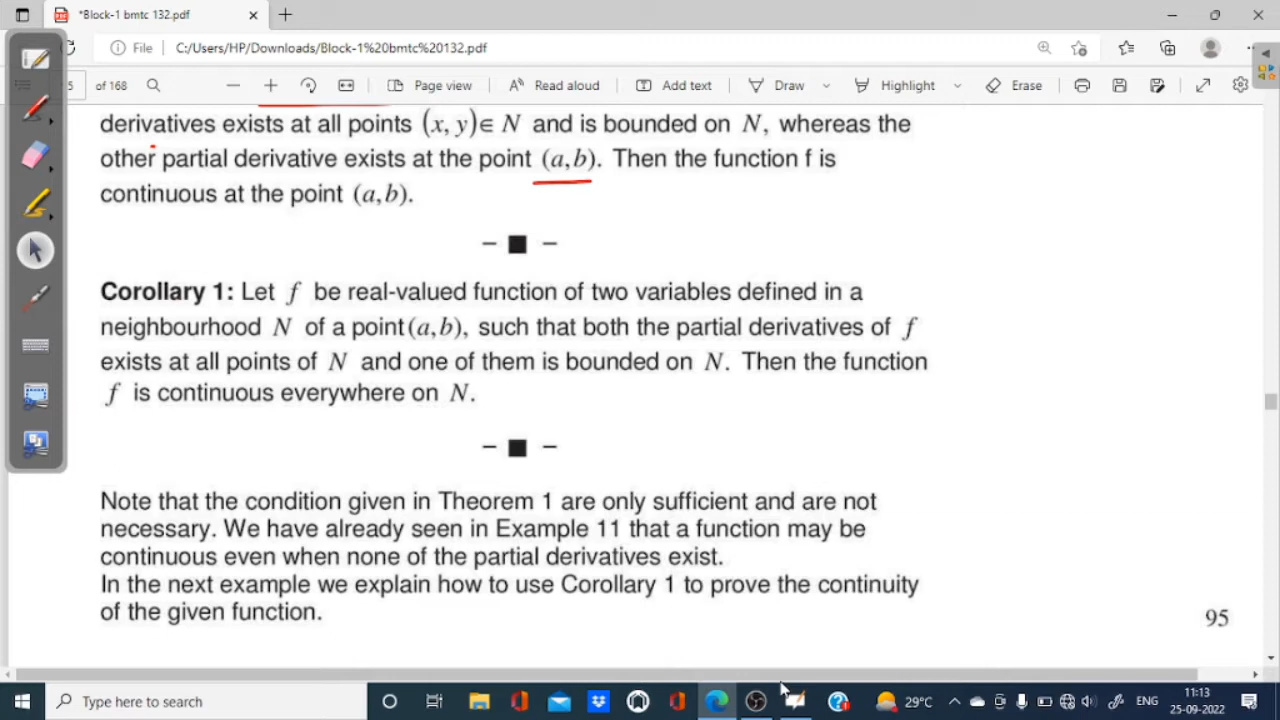 *Block-1 bmtc 132.pdf
File C:/Users/HP/Downloads/Block-1%20bmtc%20132.pdf
5 of 168 Page view Read aloud Add text Draw Highlight Erase
derivatives exists at all points (x, y)∈ N and is bounded on N, whereas the
other partial derivative exists at the point (a,b). Then the function f is
continuous at the point (a,b).
Corollary 1: Let f be real-valued function of two variables defined in a
neighbourhood N of a point(a,b), such that both the partial derivatives of f
exists at all points of N and one of them is bounded on N. Then the function
f is continuous everywhere on N.
Note that the condition given in Theorem 1 are only sufficient and are not
necessary. We have already seen in Example 11 that a function may be
continuous even when none of the partial derivatives exist.
In the next example we explain how to use Corollary 1 to prove the continuity
of the given function.
95
Type here to search
29°C
ENG
11:13
25-09-2022